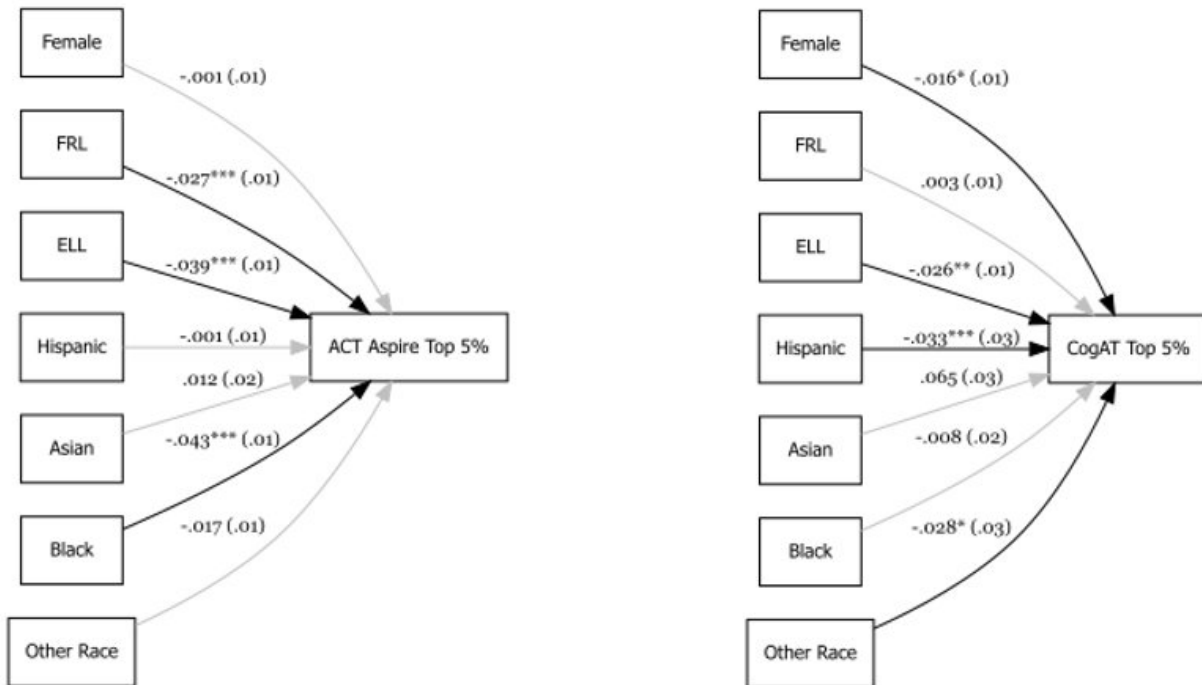 Female
-.001 (.01)
FRL
-.027*** (.01)
ELL
-.039*** (.01)
Hispanic
-.001 (.01)
ACT Aspire Top 5%
.012 (.02)
Asian
-.043*** (.01)
Black
-.017 (.01)
Other Race
Female
-.016* (.01)
FRL
.003 (.01)
ELL
-.026** (.01)
Hispanic
-.033*** (.03)
CogAT Top 5%
.065 (.03)
Asian
-.008 (.02)
Black
-.028* (.03)
Other Race